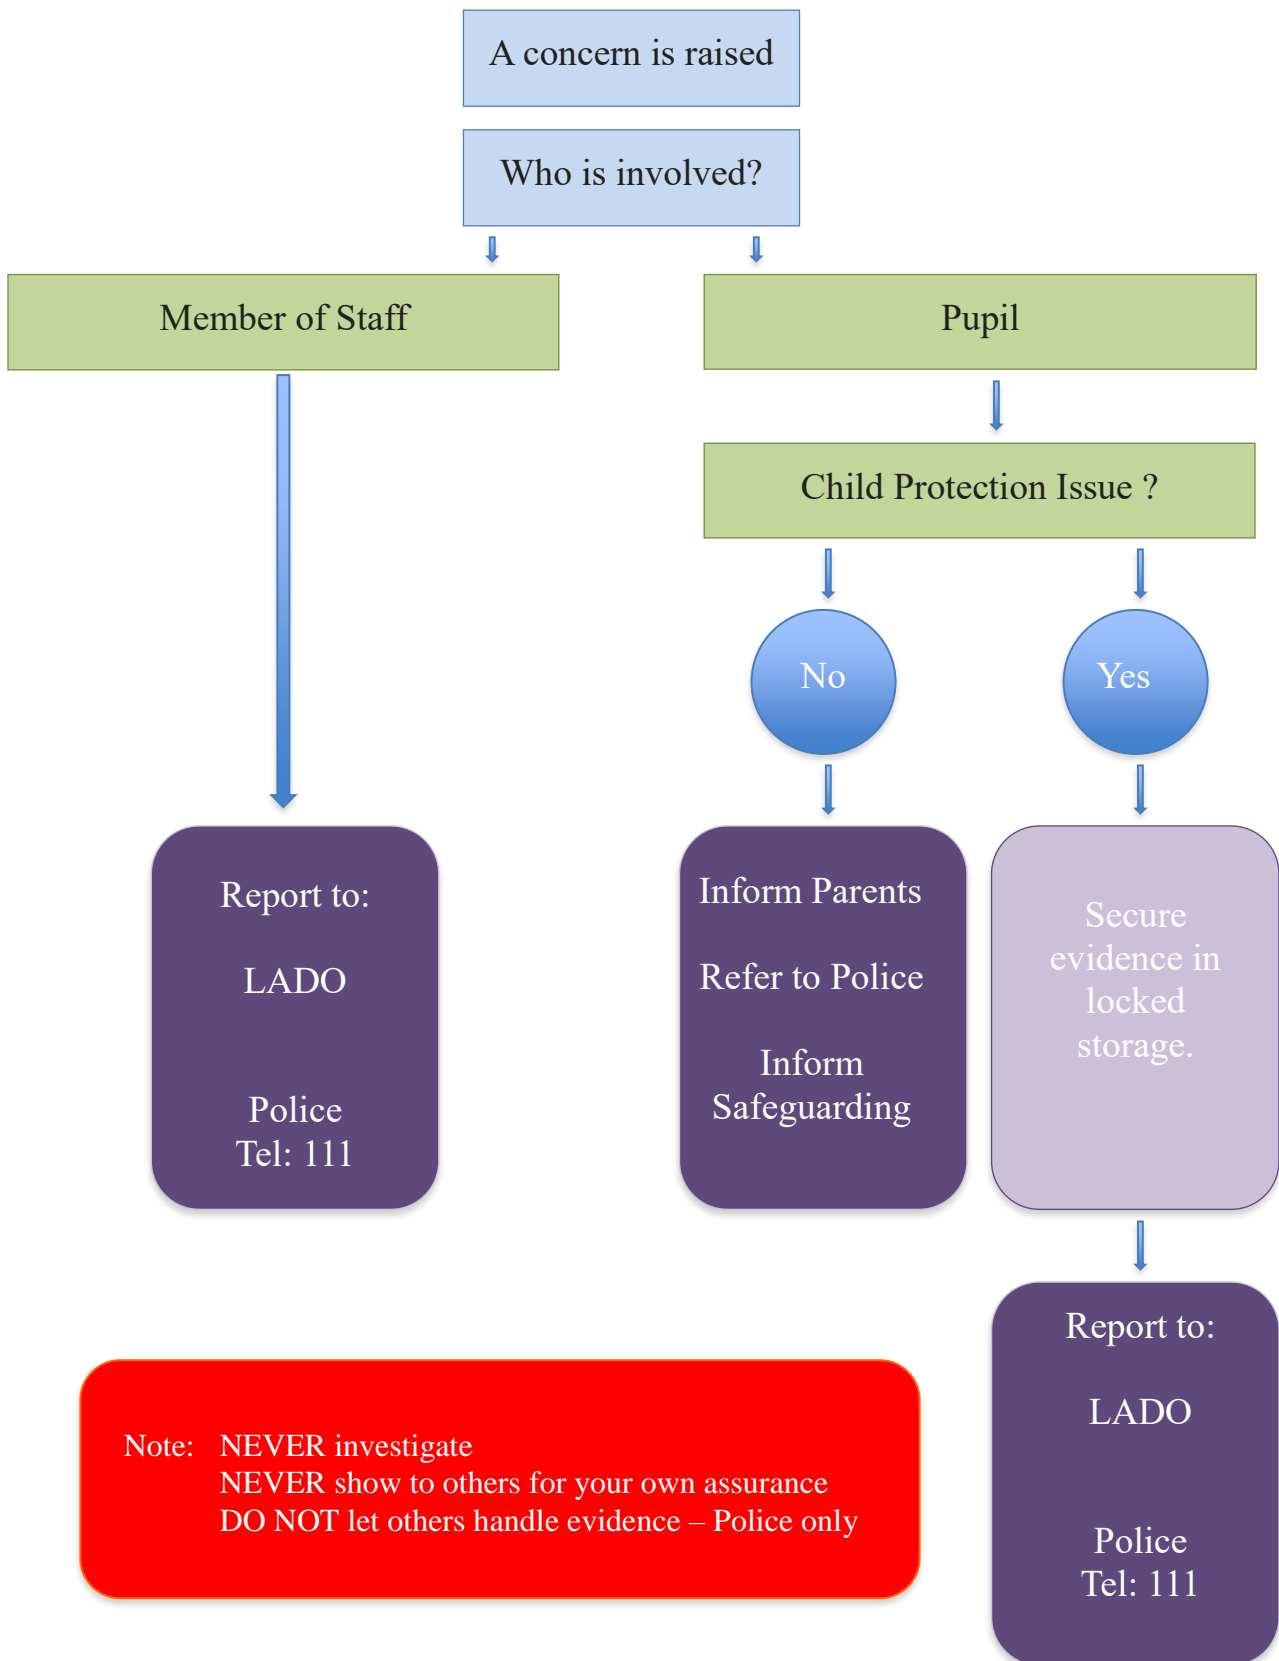 A concern is raised
Who is involved?
Member of Staff
Pupil
Child Protection Issue ?
No
Yes
Report to:
LADO
Police
Tel: 111
Inform Parents
Refer to Police
Inform
Safeguarding
Secure
evidence in
locked
storage.
Report to:
LADO
Police
Tel: 111
Note: NEVER investigate
NEVER show to others for your own assurance
DO NOT let others handle evidence – Police only